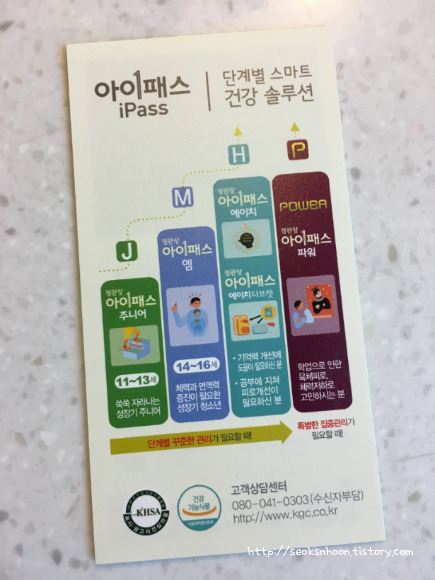 아이패스
iPass
단계별 스마트
건강 솔루션
J
M
H
P
정관장
아이패스
주니어
11~13세
쑥쑥 자라나는
성장기 주니어
정관장
아이패스
엠
14~16세
체력과 면역력
증진이 필요한
성장기 청소년
정관장
아이패스
에이치
정관장
아이패스
에이치 타브렛
• 기억력 개선에
도움이 필요하신 분
• 공부에 지쳐
피로개선이
필요하신 분
POWER
정관장
아이패스
파워
학업으로 인한
육체피로,
체력저하로
고민하시는 분
단계별 꾸준한 관리가 필요할 때!
특별한 집중관리가
필요할 때!
KHSA
건강
기능식품
고객상담센터
080-041-0303(수신자부담)
http://www.kgc.co.kr
http://seoksnhoon.tistory.com